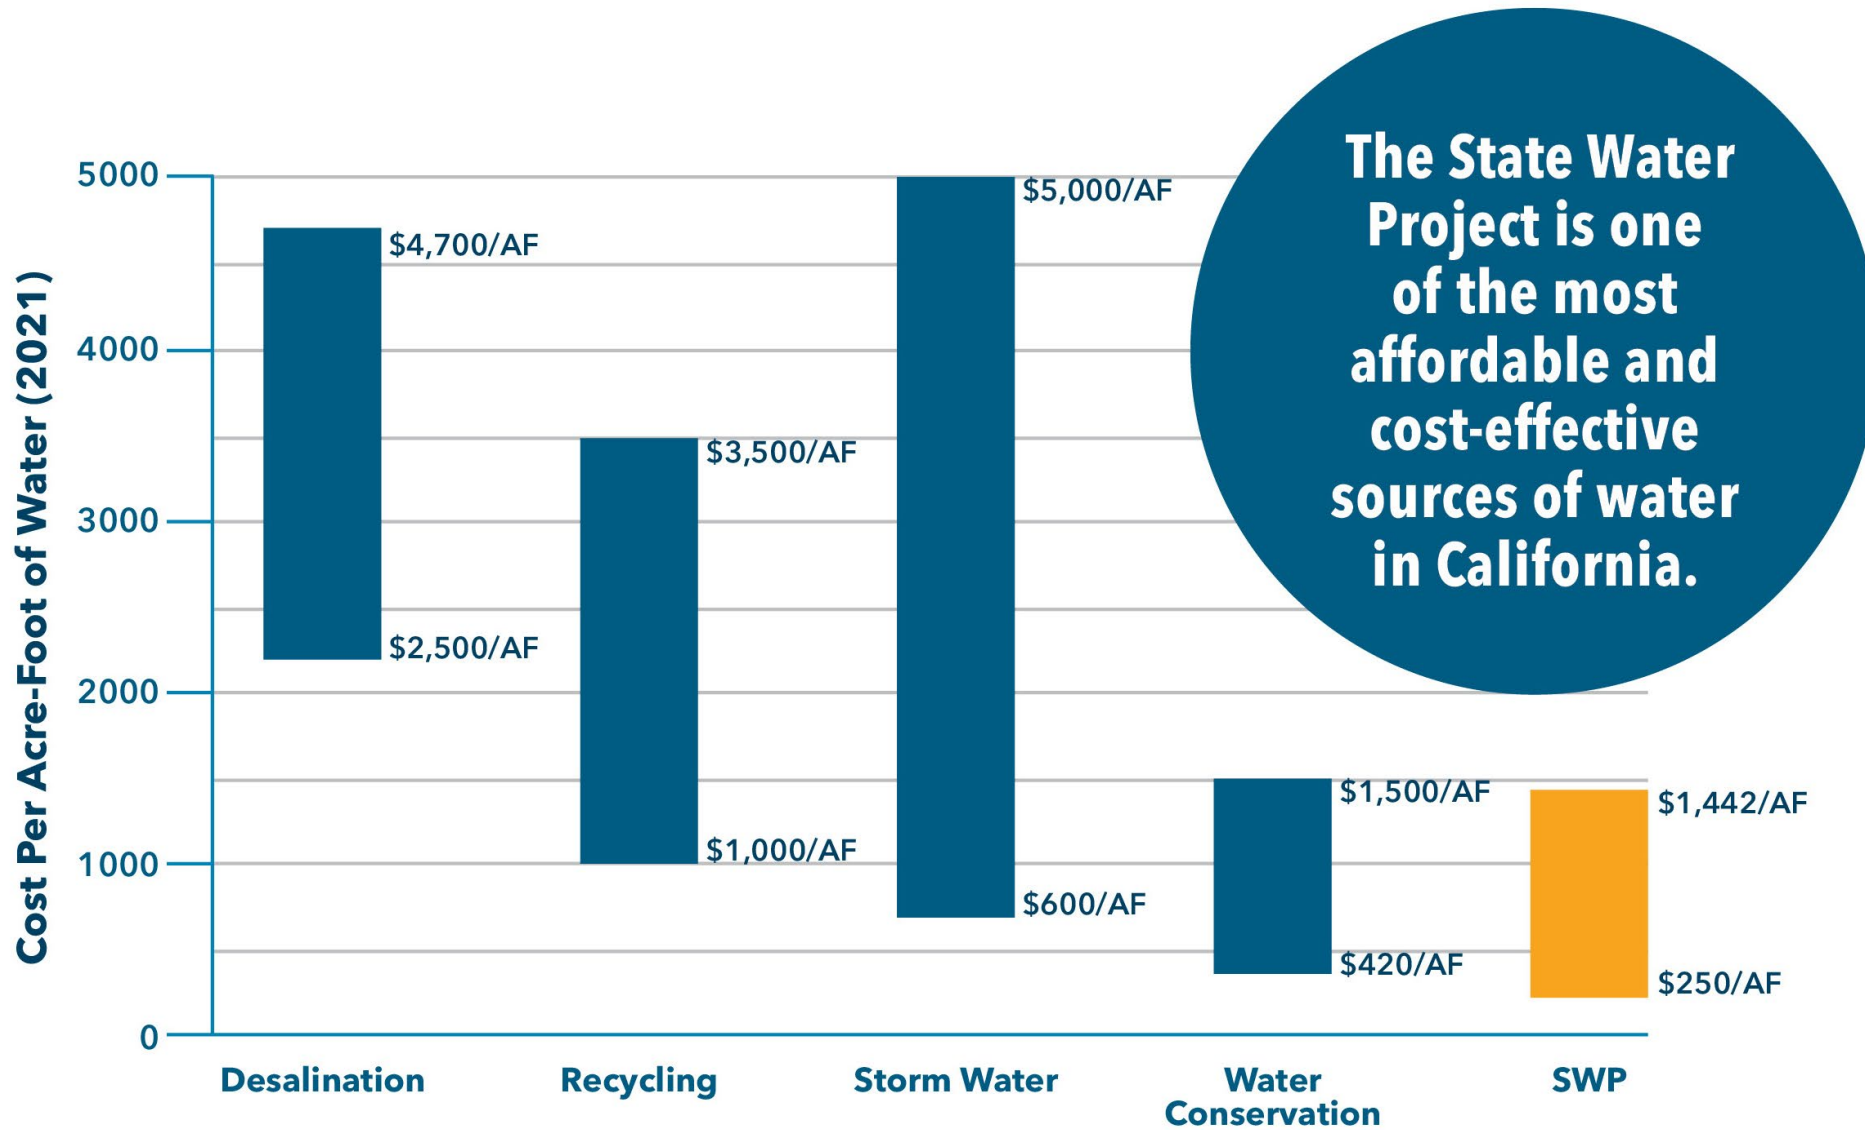 The State Water
Project is one
of the most
affordable and
cost-effective
sources of water
in California.
Cost Per Acre-Foot of Water (2021)
5000
4000
3000
2000
1000
0
$4,700/AF
$2,500/AF
$3,500/AF
$1,000/AF
$5,000/AF
$600/AF
$1,500/AF
$420/AF
$1,442/AF
$250/AF
Desalination
Recycling
Storm Water
Water
Conservation
SWP